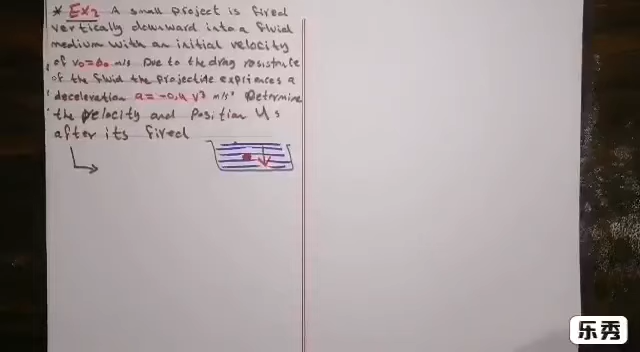 * Ex2 A small project is fired
vertically downward into a fluid
medium with an initial velocity
of v0=60 m/s Due to the drag resistance
of the fluid the projectile expriences a
deceleration a = -0,4 v³ m/s² Determine
the velocity and Position 4s
after its fired
乐秀